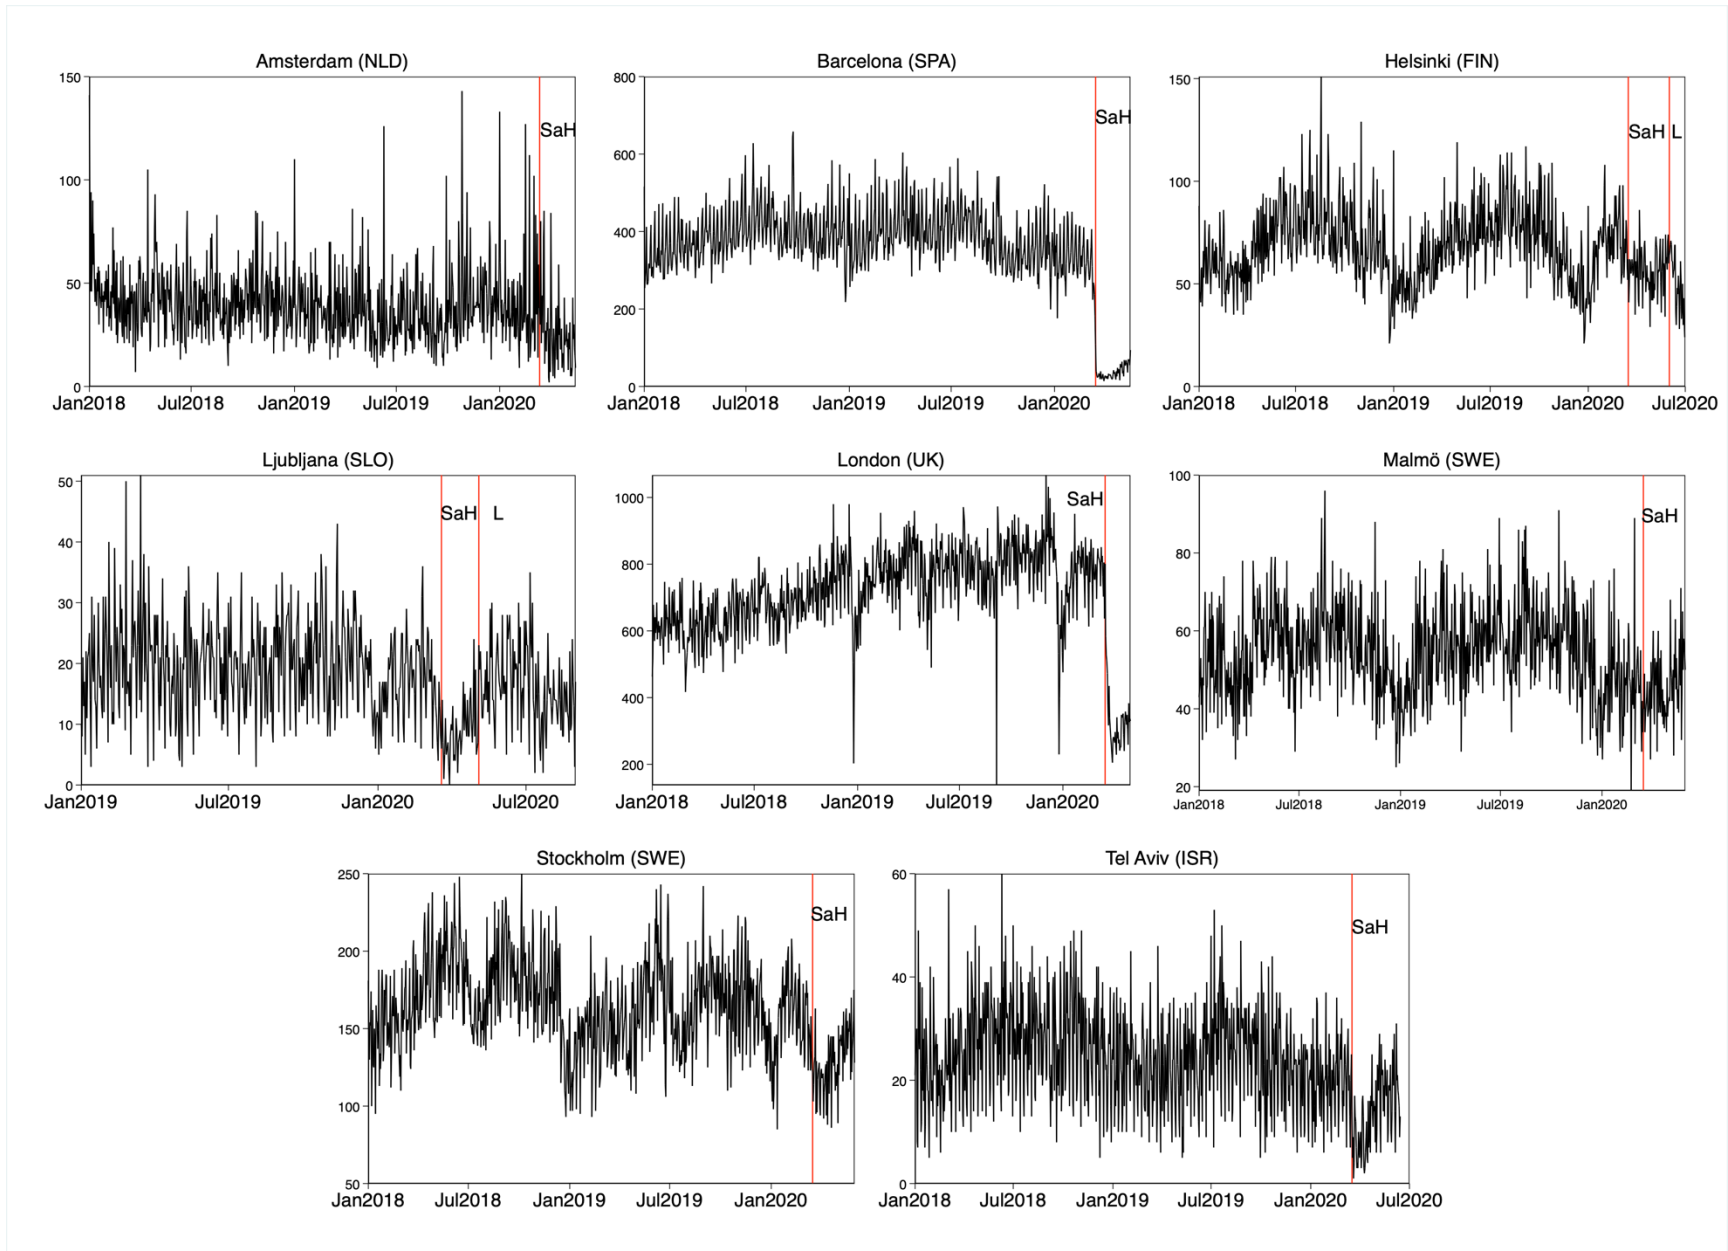 Amsterdam (NLD)
150
100
50
0
SaH
Jan2018 Jul2018 Jan2019 Jul2019 Jan2020
Barcelona (SPA)
800
600
400
200
0
SaH
Jan2018 Jul2018 Jan2019 Jul2019 Jan2020
Helsinki (FIN)
150
100
50
0
SaH L
Jan2018 Jul2018 Jan2019 Jul2019 Jan2020 Jul2020
Ljubljana (SLO)
50
40
30
20
10
0
SaH L
Jan2019 Jul2019 Jan2020 Jul2020
London (UK)
1000
800
600
400
200
SaH
Jan2018 Jul2018 Jan2019 Jul2019 Jan2020
Malmö (SWE)
100
80
60
40
20
SaH
Jan2018 Jul2018 Jan2019 Jul2019 Jan2020
Stockholm (SWE)
250
200
150
100
50
SaH
Jan2018 Jul2018 Jan2019 Jul2019 Jan2020
Tel Aviv (ISR)
60
40
20
0
SaH
Jan2018 Jul2018 Jan2019 Jul2019 Jan2020 Jul2020